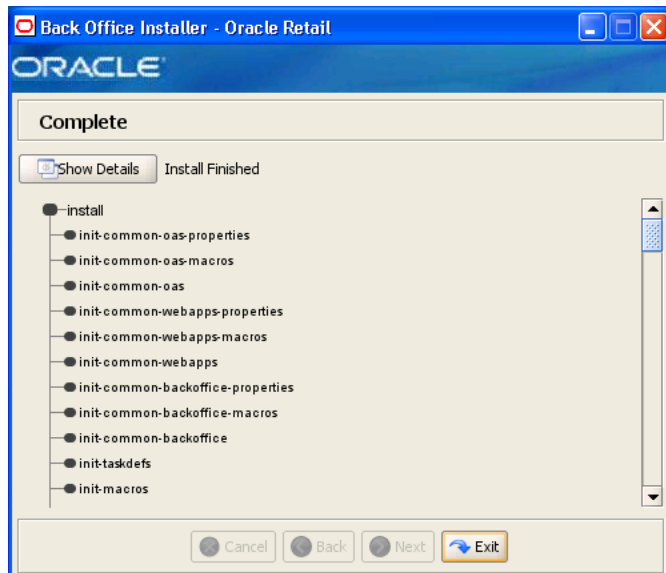 Back Office Installer - Oracle Retail
ORACLE
Complete
Show Details Install Finished
install
init-common-oas-properties
init-common-oas-macros
init-common-oas
init-common-webapps-properties
init-common-webapps-macros
init-common-webapps
init-common-backoffice-properties
init-common-backoffice-macros
init-common-backoffice
init-taskdefs
init-macros
Cancel Back Next Exit